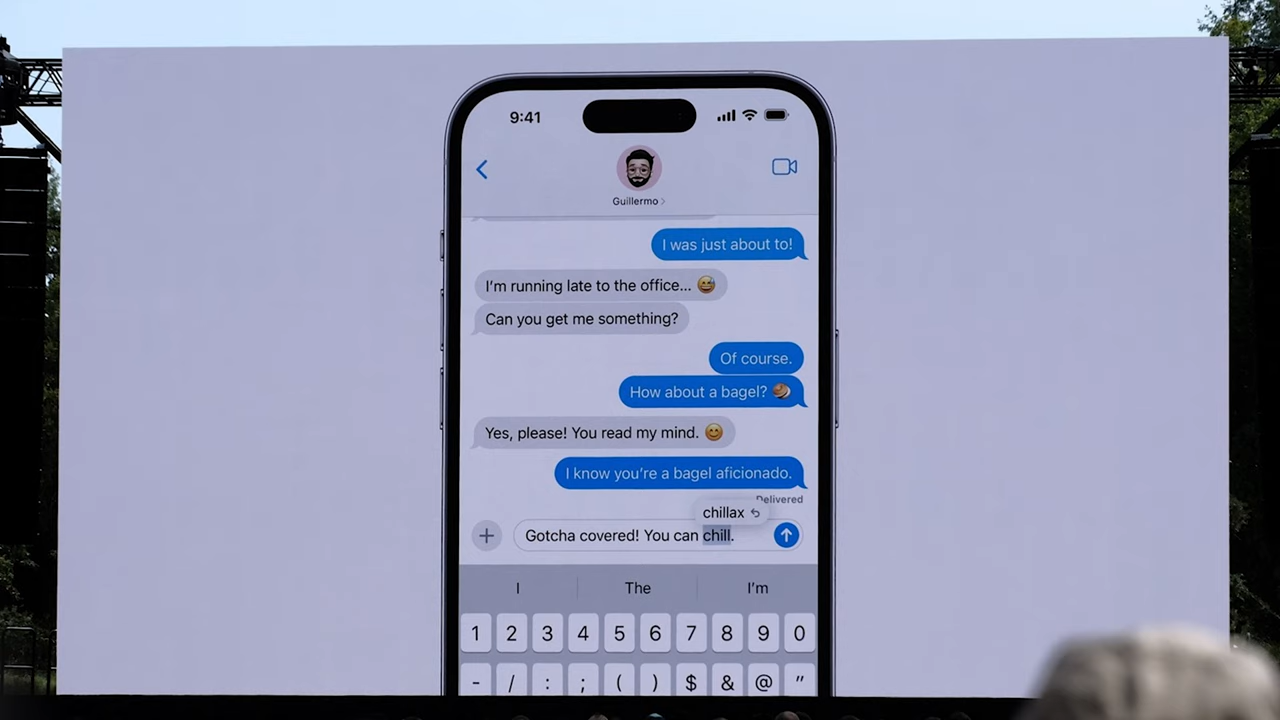 9:41
Guillermo
I was just about to!
I'm running late to the office... 😅
Can you get me something?
Of course.
How about a bagel? 🥯
Yes, please! You read my mind. 😊
I know you're a bagel aficionado.
Delivered
chillax
Gotcha covered! You can chill.
I The I'm
1 2 3 4 5 6 7 8 9 0
- / : ; ( ) $ & @ "